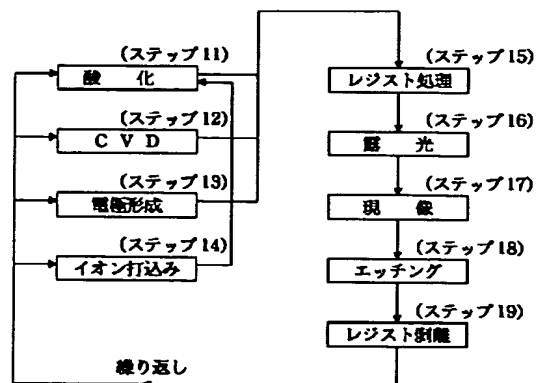 (ステップ11)
酸 化
(ステップ12)
C V D
(ステップ13)
電極形成
(ステップ14)
イオン打込み
繰り返し
(ステップ15)
レジスト処理
(ステップ16)
露 光
(ステップ17)
現 像
(ステップ18)
エッチング
(ステップ19)
レジスト剥離